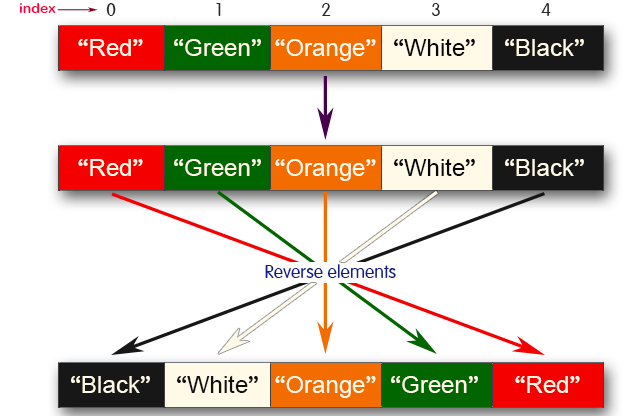 index 0 1 2 3 4
“Red” “Green” “Orange” “White” “Black”
“Red” “Green” “Orange” “White” “Black”
Reverse elements
“Black” “White” “Orange” “Green” “Red”